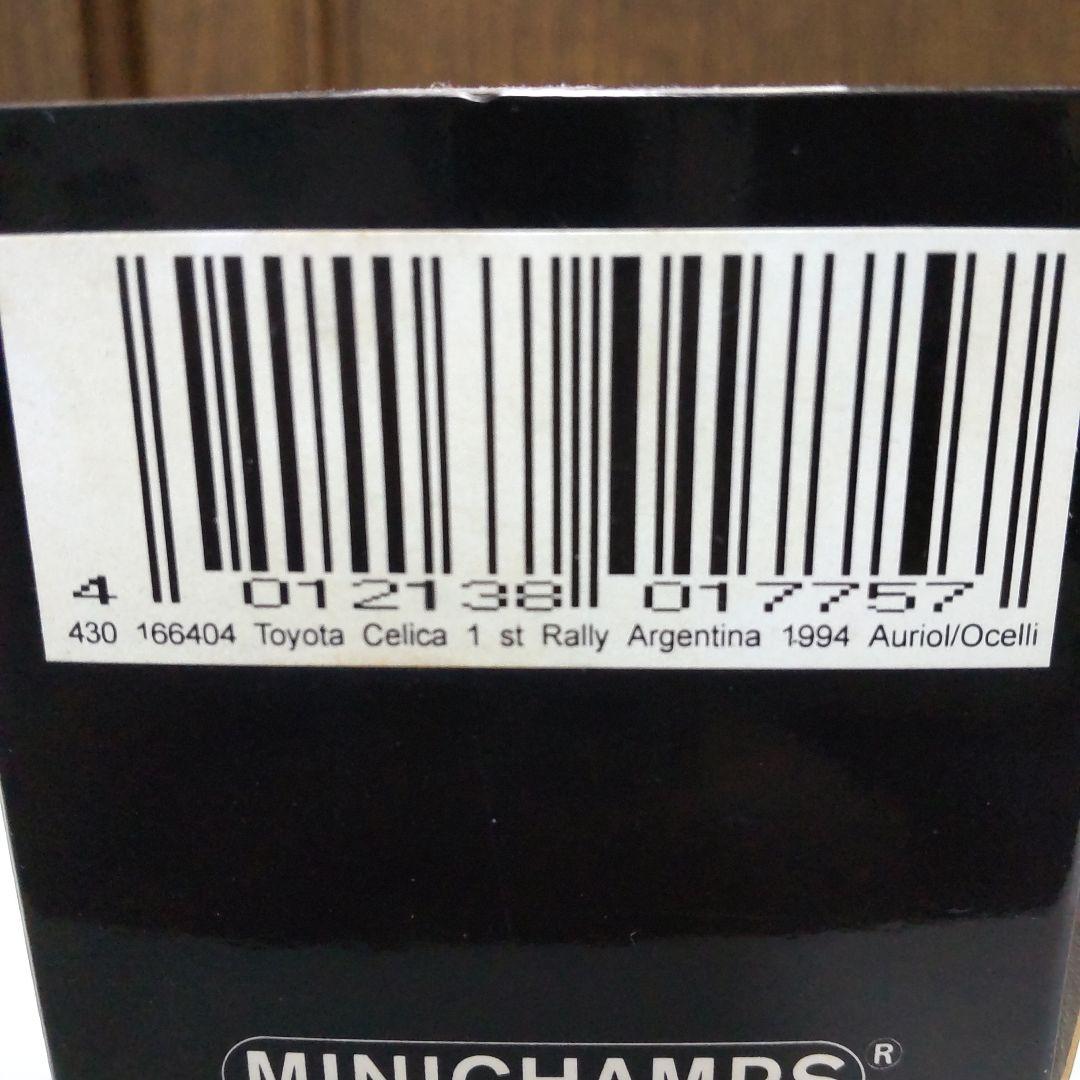 4 012138 017757
430 166404 Toyota Celica 1 st Rally Argentina 1994 Auriol/Ocelli
MINICHAMPS®